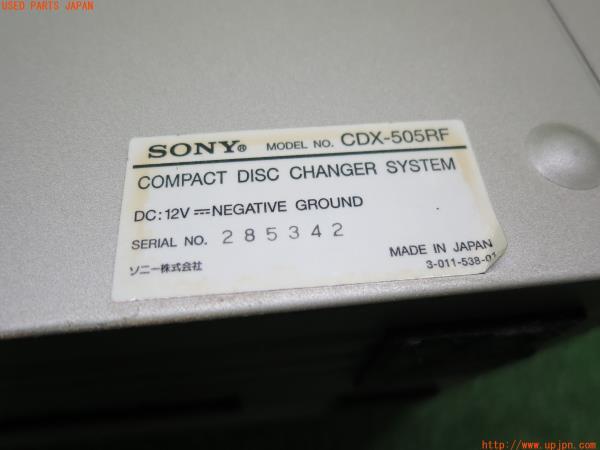 USED PARTS JAPAN
SONY® MODEL NO. CDX-505RF
COMPACT DISC CHANGER SYSTEM
DC:12V ⎓NEGATIVE GROUND
SERIAL NO. 285342
MADE IN JAPAN
ソニー株式会社
3-011-538-01
http://www.upjpn.com/